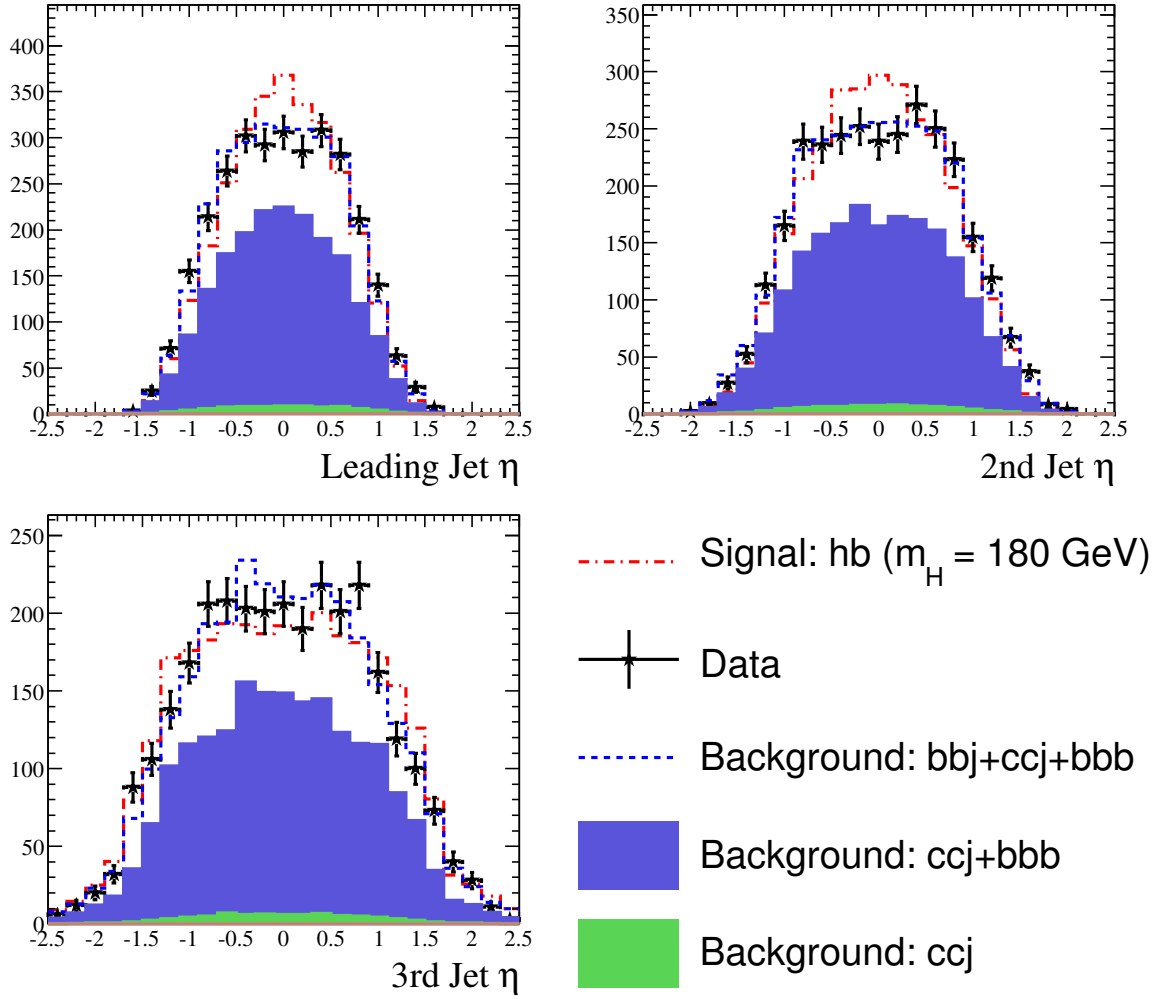 400
350
300
250
200
150
100
50
0
-2.5 -2 -1.5 -1 -0.5 0 0.5 1 1.5 2 2.5
Leading Jet η
350
300
250
200
150
100
50
0
-2.5 -2 -1.5 -1 -0.5 0 0.5 1 1.5 2 2.5
2nd Jet η
250
200
150
100
50
0
-2.5 -2 -1.5 -1 -0.5 0 0.5 1 1.5 2 2.5
3rd Jet η
Signal: hb (m_H = 180 GeV)
Data
Background: bbj+ccj+bbb
Background: ccj+bbb
Background: ccj